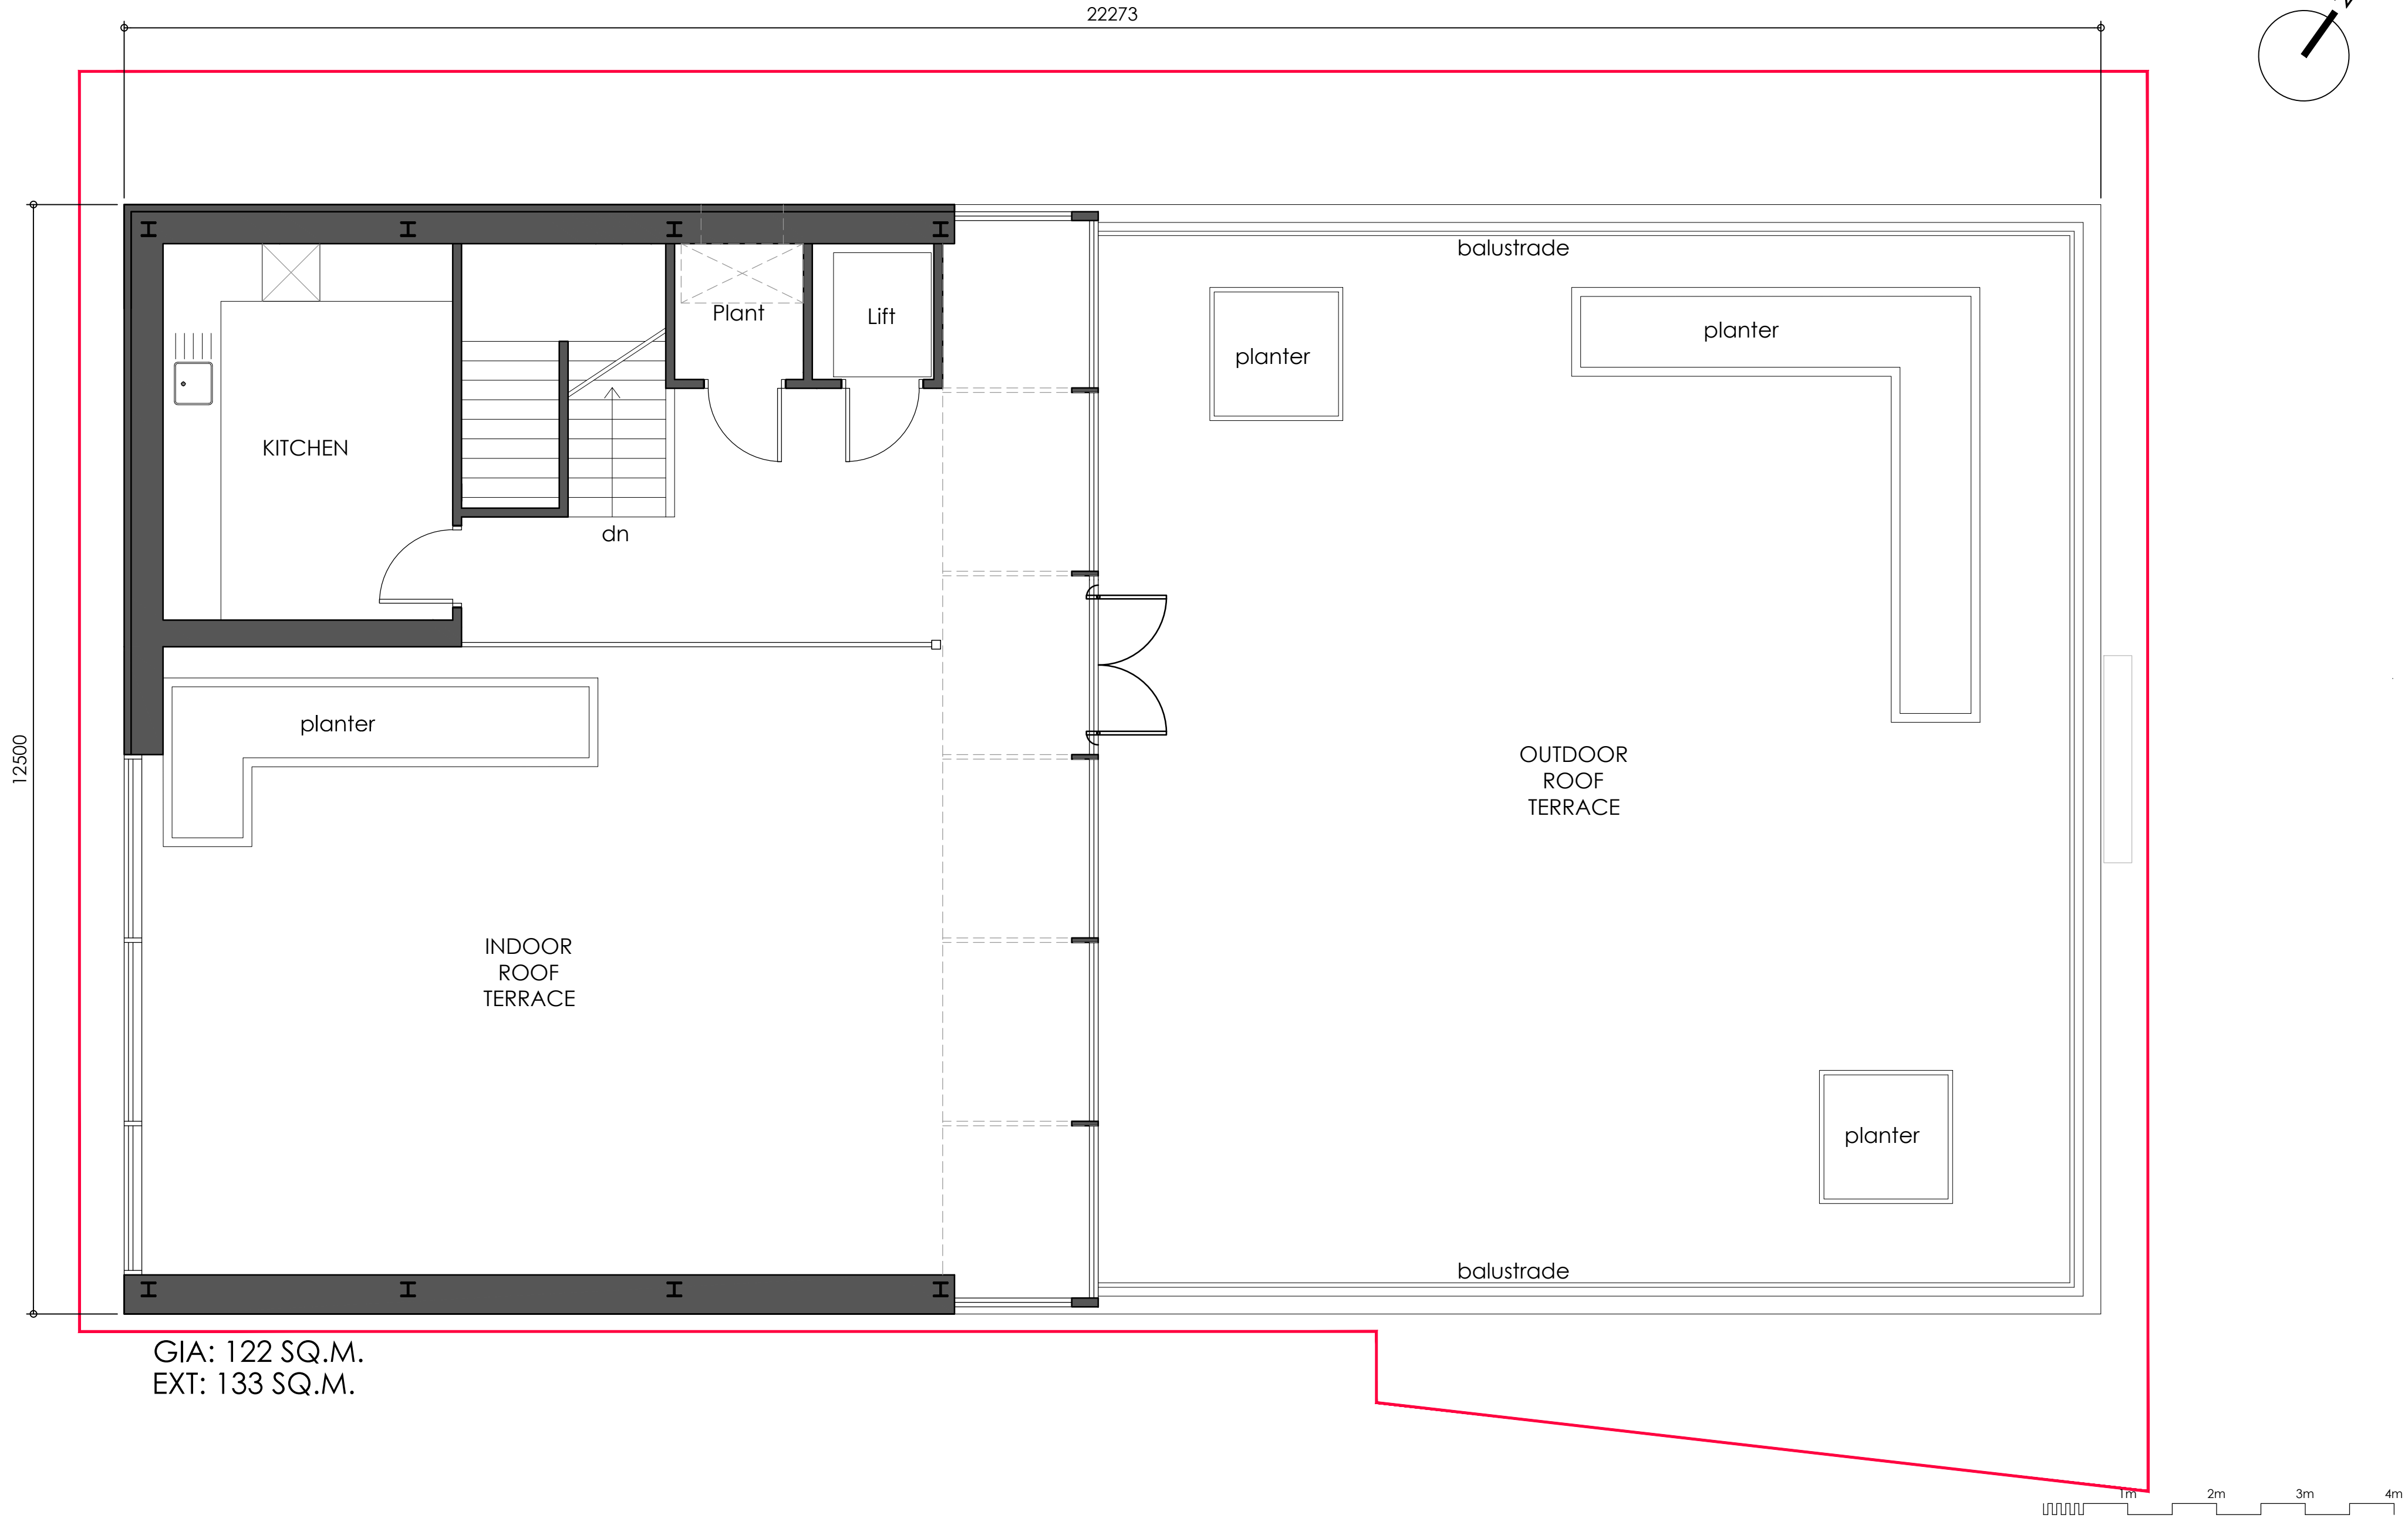 22273
N
balustrade
planter
planter
Plant
Lift
KITCHEN
dn
planter
12500
OUTDOOR
ROOF
TERRACE
INDOOR
ROOF
TERRACE
planter
balustrade
GIA: 122 SQ.M.
EXT: 133 SQ.M.
1m 2m 3m 4m